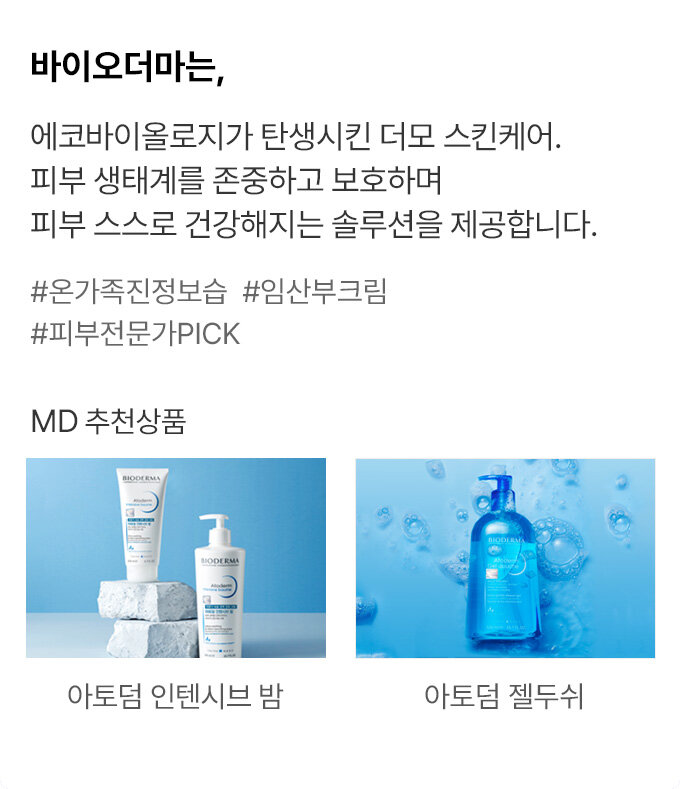 바이오더마는,
에코바이올로지가 탄생시킨 더모 스킨케어.
피부 생태계를 존중하고 보호하며
피부 스스로 건강해지는 솔루션을 제공합니다.
#온가족진정보습 #임산부크림
#피부전문가PICK
MD 추천상품
BIODERMA
Atoderm
Intensive baume
BIODERMA
Atoderm
Intensive baume
BIODERMA
Atoderm
Gel douche
아토덤 인텐시브 밤
아토덤 젤두쉬